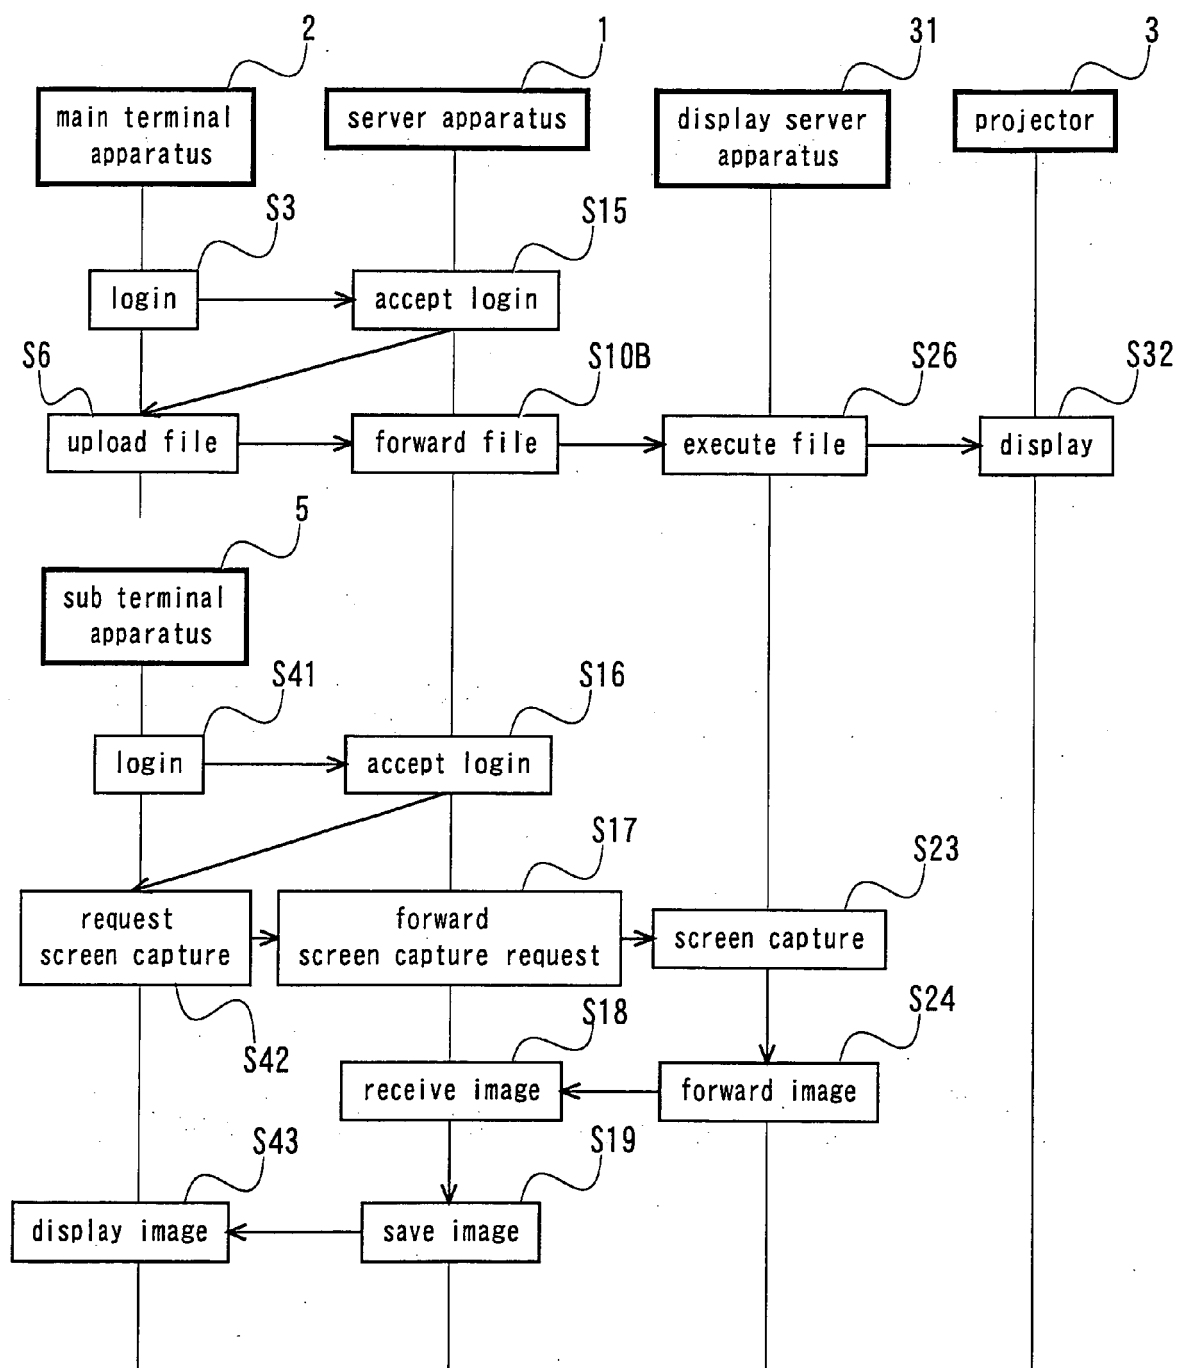 2
1
31
3
main terminal
apparatus
server apparatus
display server
apparatus
projector
S3
S15
login
accept login
S6
S10B
S26
S32
upload file
forward file
execute file
display
5
sub terminal
apparatus
S41
S16
login
accept login
S17
S23
request
screen capture
forward
screen capture request
screen capture
S42
S18
S24
receive image
forward image
S43
S19
display image
save image